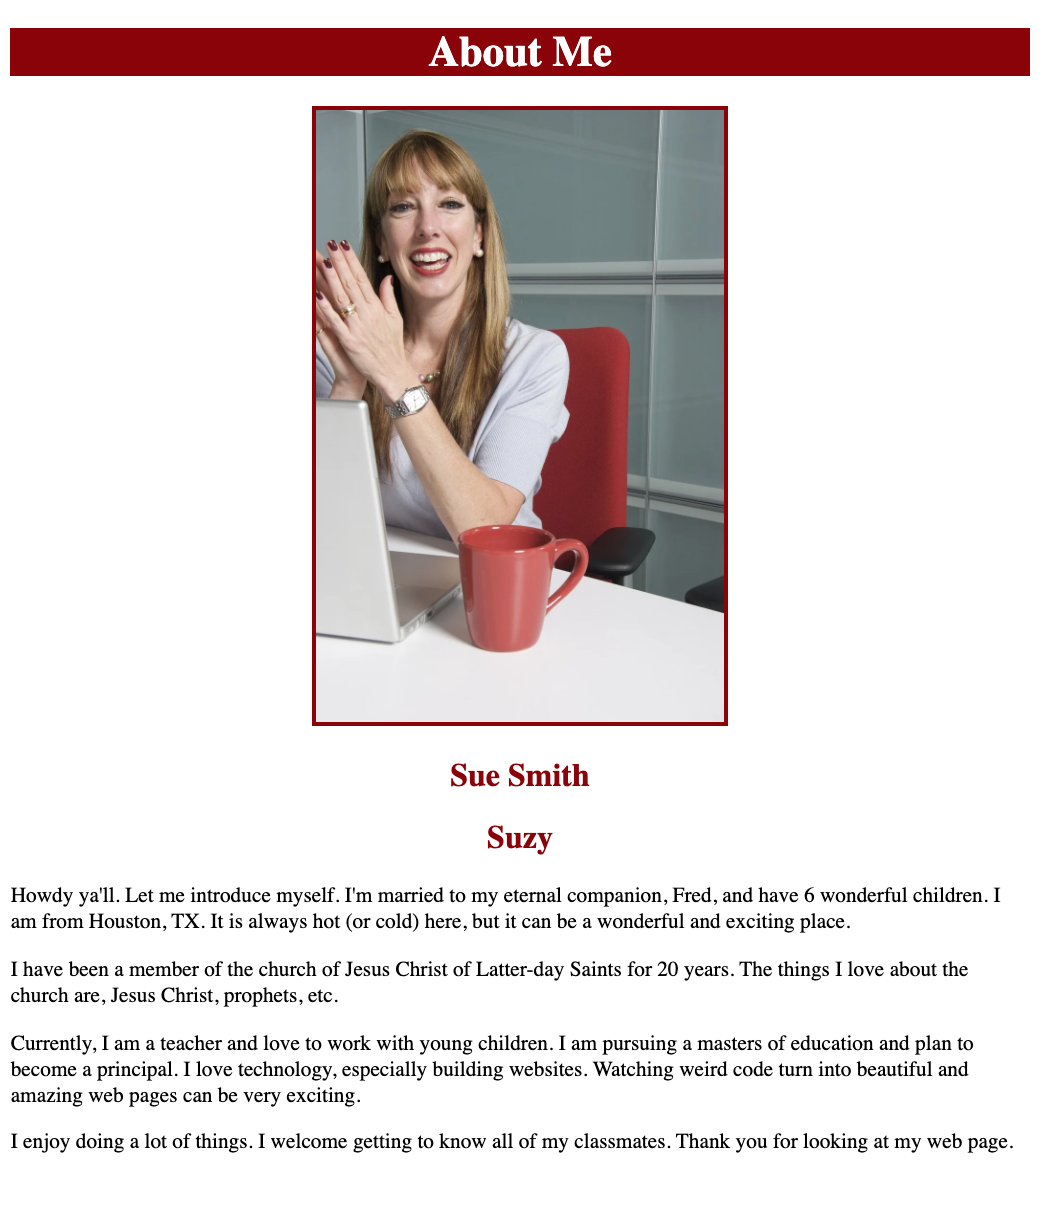 About Me
Sue Smith
Suzy
Howdy ya'll. Let me introduce myself. I'm married to my eternal companion, Fred, and have 6 wonderful children. I
am from Houston, TX. It is always hot (or cold) here, but it can be a wonderful and exciting place.
I have been a member of the church of Jesus Christ of Latter-day Saints for 20 years. The things I love about the
church are, Jesus Christ, prophets, etc.
Currently, I am a teacher and love to work with young children. I am pursuing a masters of education and plan to
become a principal. I love technology, especially building websites. Watching weird code turn into beautiful and
amazing web pages can be very exciting.
I enjoy doing a lot of things. I welcome getting to know all of my classmates. Thank you for looking at my web page.